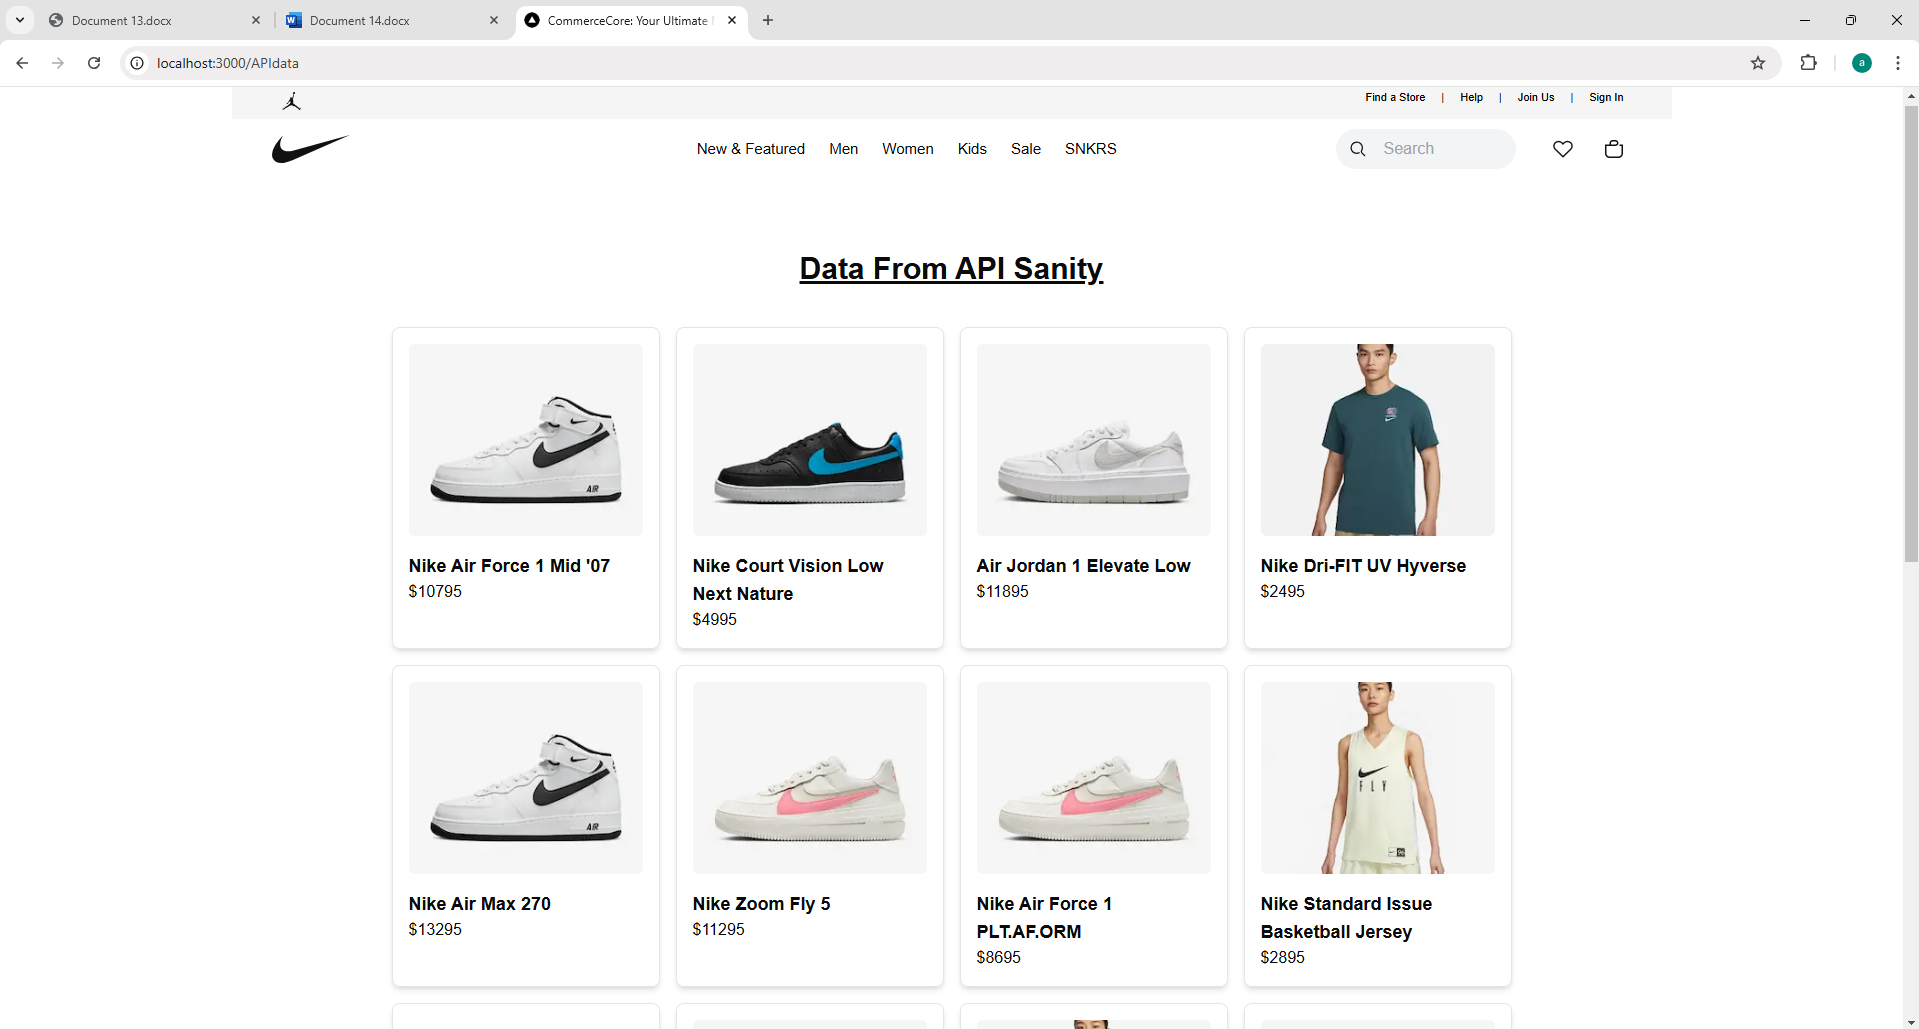 Document 13.docx
Document 14.docx
CommerceCore: Your Ultimate
localhost:3000/APIdata
a
Find a Store | Help | Join Us | Sign In
New & Featured Men Women Kids Sale SNKRS
Search
Data From API Sanity
AIR
FLY
Nike Air Force 1 Mid '07
$10795
Nike Court Vision Low
Next Nature
$4995
Air Jordan 1 Elevate Low
$11895
Nike Dri-FIT UV Hyverse
$2495
AIR
Nike Air Max 270
$13295
Nike Zoom Fly 5
$11295
Nike Air Force 1
PLT.AF.ORM
$8695
Nike Standard Issue
Basketball Jersey
$2895